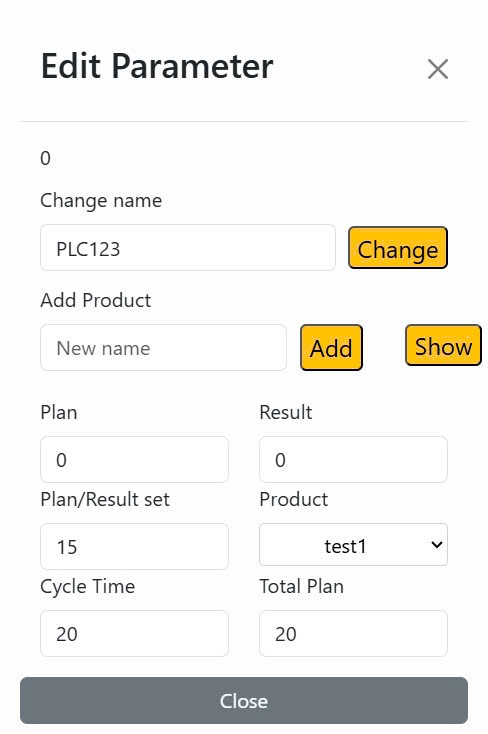 Edit Parameter
0
Change name
PLC123 Change
Add Product
New name Add Show
Plan Result
0 0
Plan/Result set Product
15 test1
Cycle Time Total Plan
20 20
Close